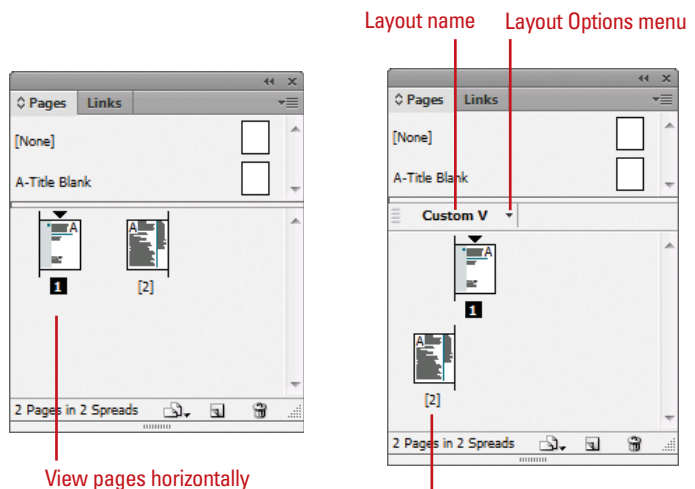 Layout name
Layout Options menu
Pages
Links
[None]
A-Title Blank
A
1
A
[2]
2 Pages in 2 Spreads
View pages horizontally
Pages
Links
[None]
A-Title Blank
Custom V
A
1
A
[2]
2 Pages in 2 Spreads